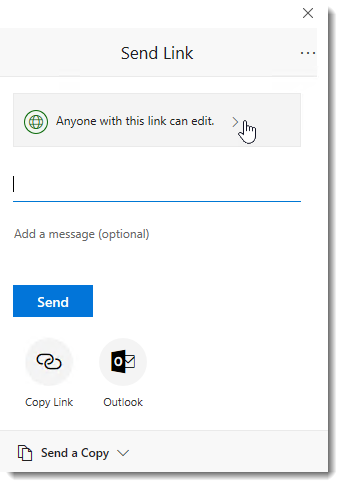 Send Link
Anyone with this link can edit.
Add a message (optional)
Send
Copy Link
Outlook
Send a Copy